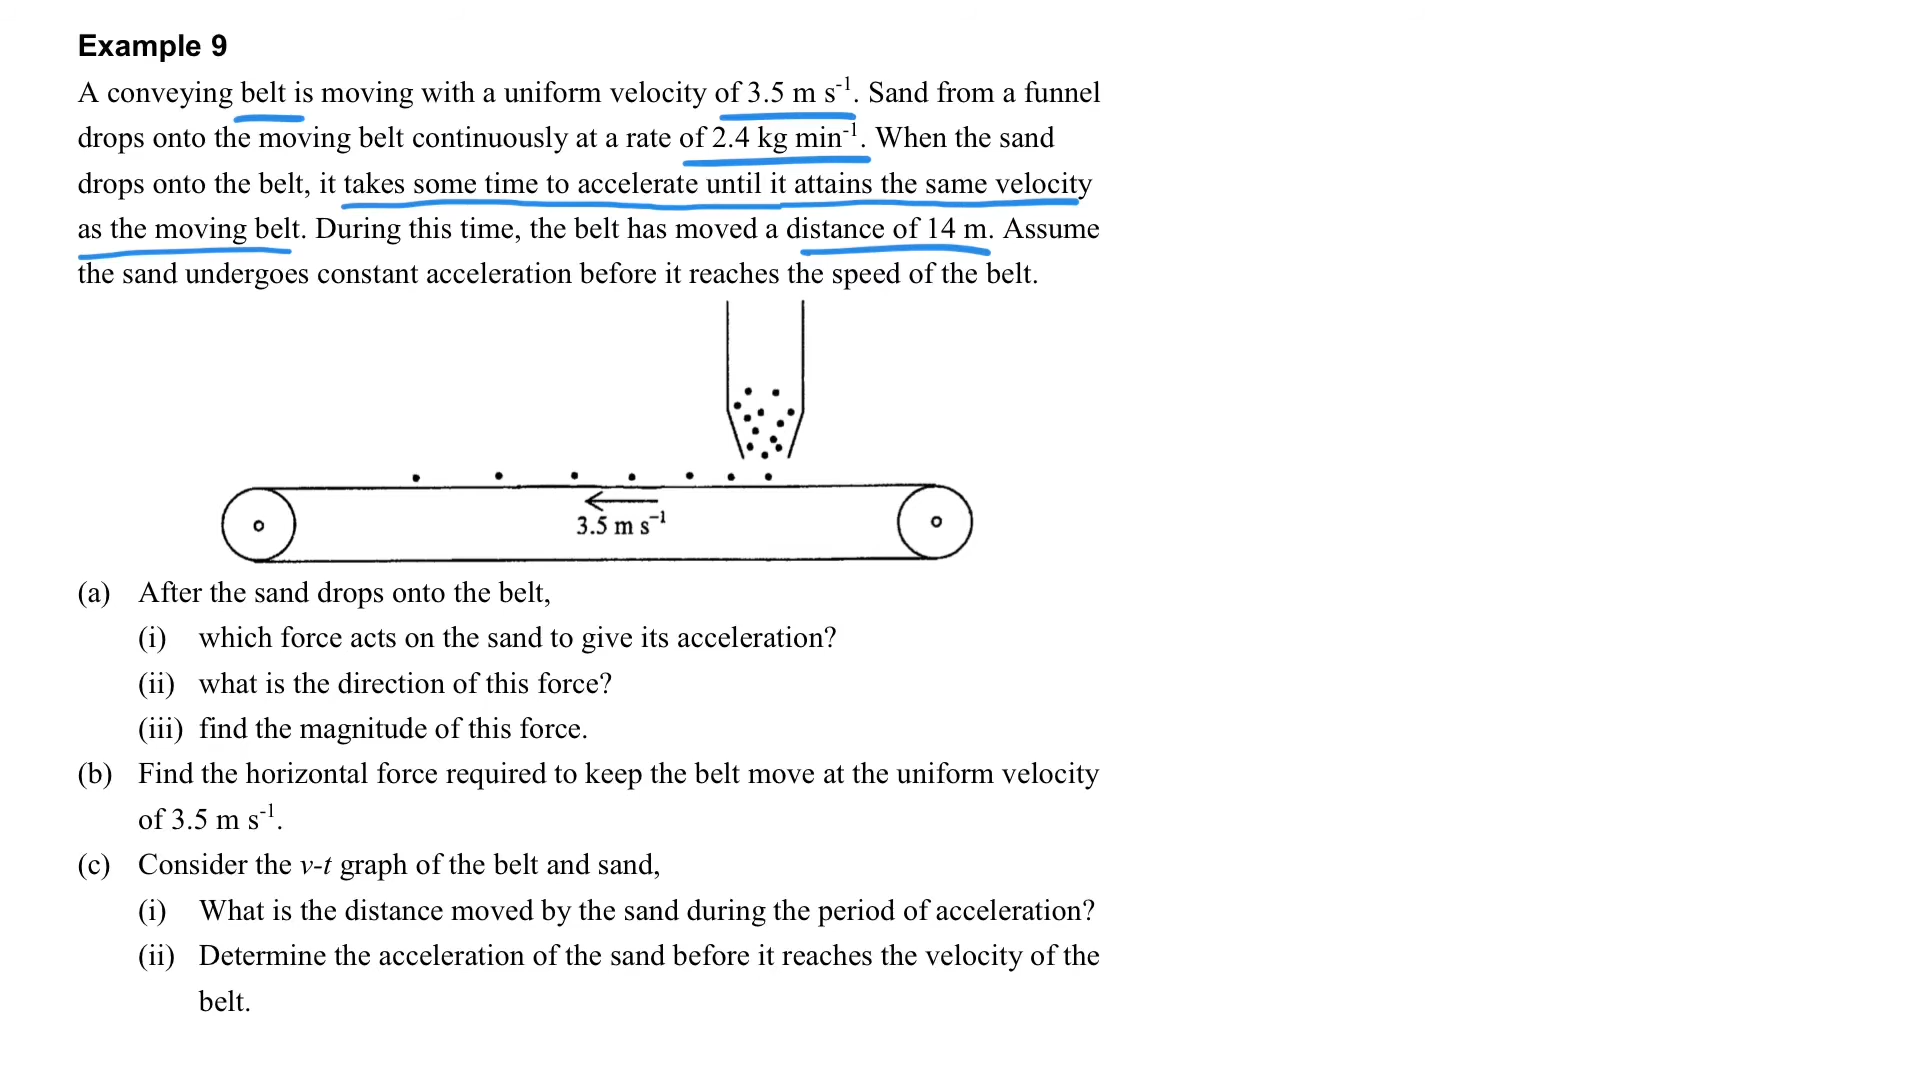 Example 9
A conveying belt is moving with a uniform velocity of 3.5 m s⁻¹. Sand from a funnel
drops onto the moving belt continuously at a rate of 2.4 kg min⁻¹. When the sand
drops onto the belt, it takes some time to accelerate until it attains the same velocity
as the moving belt. During this time, the belt has moved a distance of 14 m. Assume
the sand undergoes constant acceleration before it reaches the speed of the belt.
3.5 m s⁻¹
(a) After the sand drops onto the belt,
(i) which force acts on the sand to give its acceleration?
(ii) what is the direction of this force?
(iii) find the magnitude of this force.
(b) Find the horizontal force required to keep the belt move at the uniform velocity
of 3.5 m s⁻¹.
(c) Consider the v-t graph of the belt and sand,
(i) What is the distance moved by the sand during the period of acceleration?
(ii) Determine the acceleration of the sand before it reaches the velocity of the
belt.